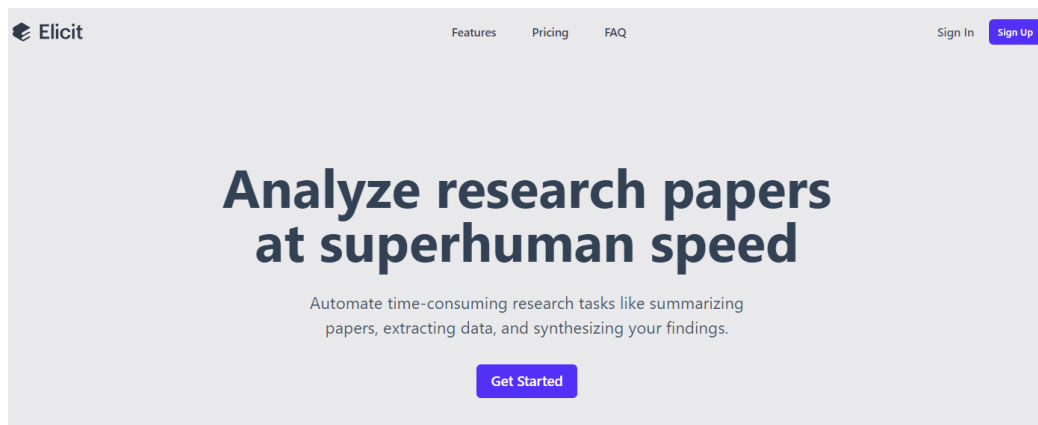 Elicit
Features Pricing FAQ
Sign In Sign Up
Analyze research papers
at superhuman speed
Automate time-consuming research tasks like summarizing
papers, extracting data, and synthesizing your findings.
Get Started